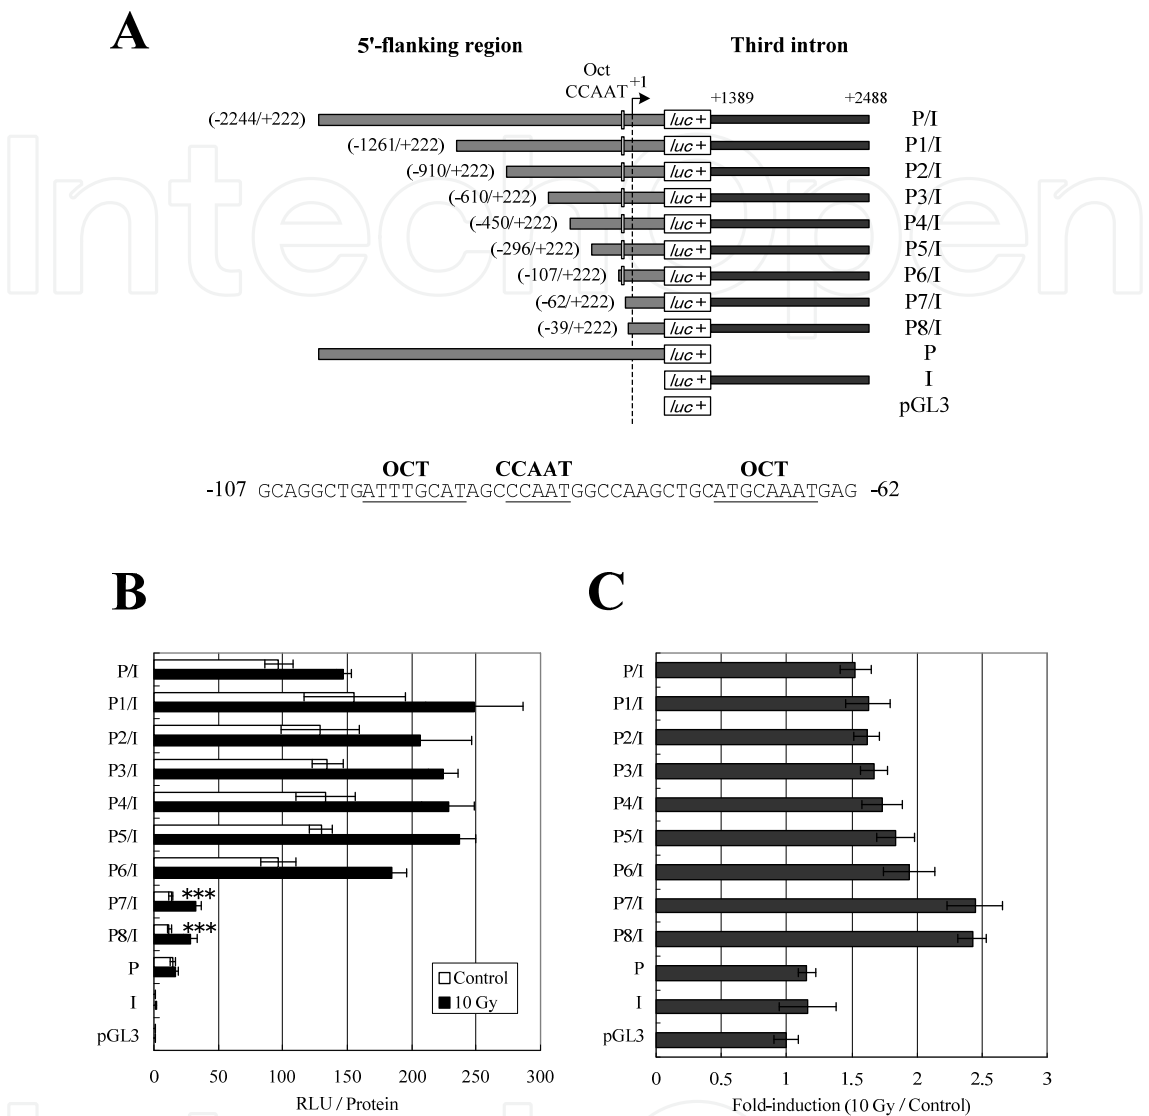 A
5'-flanking region Third intron
Oct
CCAAT +1
+1389 +2488
(-2244/+222) luc+ P/I
(-1261/+222) luc+ P1/I
(-910/+222) luc+ P2/I
(-610/+222) luc+ P3/I
(-450/+222) luc+ P4/I
(-296/+222) luc+ P5/I
(-107/+222) luc+ P6/I
(-62/+222) luc+ P7/I
(-39/+222) luc+ P8/I
luc+ P
luc+ I
luc+ pGL3
OCT CCAAT OCT
-107 GCAGGCTGATTTGCATAGCCCAATGGCCAAGCTGCATGCAAATGAG -62
B
P/I
P1/I
P2/I
P3/I
P4/I
P5/I
P6/I
P7/I ***
P8/I ***
P
I
pGL3
Control
10 Gy
0 50 100 150 200 250 300
RLU / Protein
C
P/I
P1/I
P2/I
P3/I
P4/I
P5/I
P6/I
P7/I
P8/I
P
I
pGL3
0 0.5 1 1.5 2 2.5 3
Fold-induction (10 Gy / Control)
IntechOpen